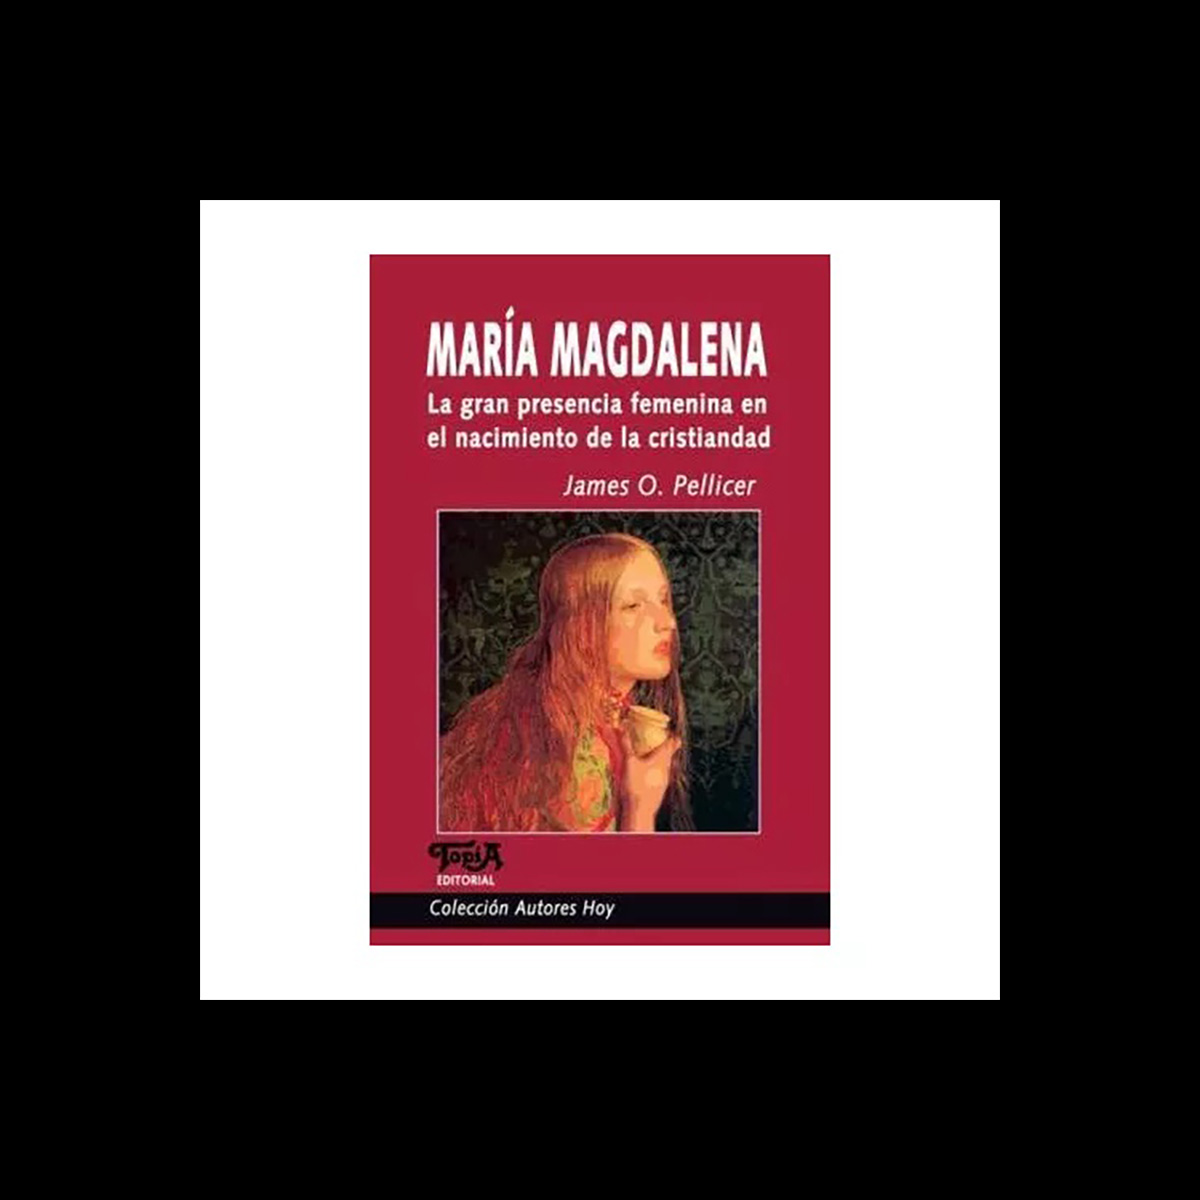 MARÍA MAGDALENA
La gran presencia femenina en
el nacimiento de la cristiandad
James O. Pellicer
TopíA
EDITORIAL
Colección Autores Hoy